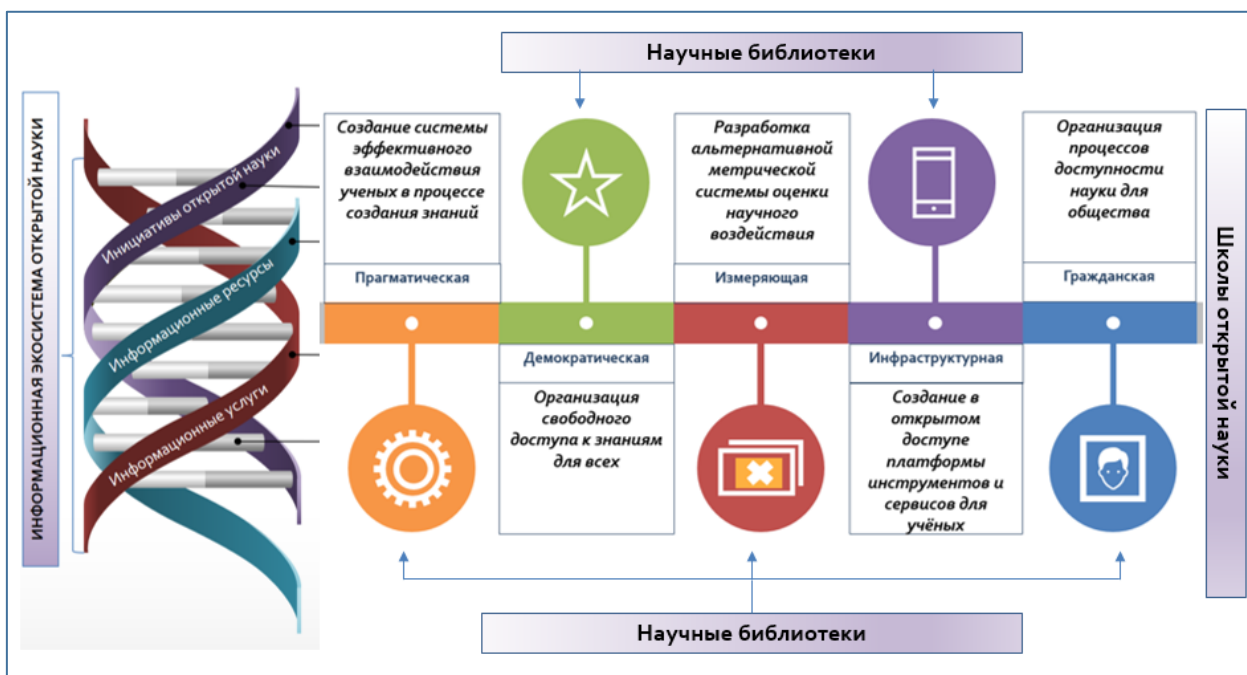 Научные библиотеки
ИНФОРМАЦИОННАЯ ЭКОСИСТЕМА ОТКРЫТОЙ НАУКИ
Инициативы открытой науки
Информационные ресурсы
Информационные услуги
Создание системы
эффективного
взаимодействия
ученых в процессе
создания знаний
Прагматическая
Демократическая
Организация
свободного
доступа к знаниям
для всех
Разработка
альтернативной
метрической
системы оценки
научного
воздействия
Измеряющая
Инфраструктурная
Создание в
открытом
доступе
платформы
инструментов и
сервисов для
учёных
Организация
процессов
доступности
науки для
общества
Гражданская
Школы открытой науки
Научные библиотеки